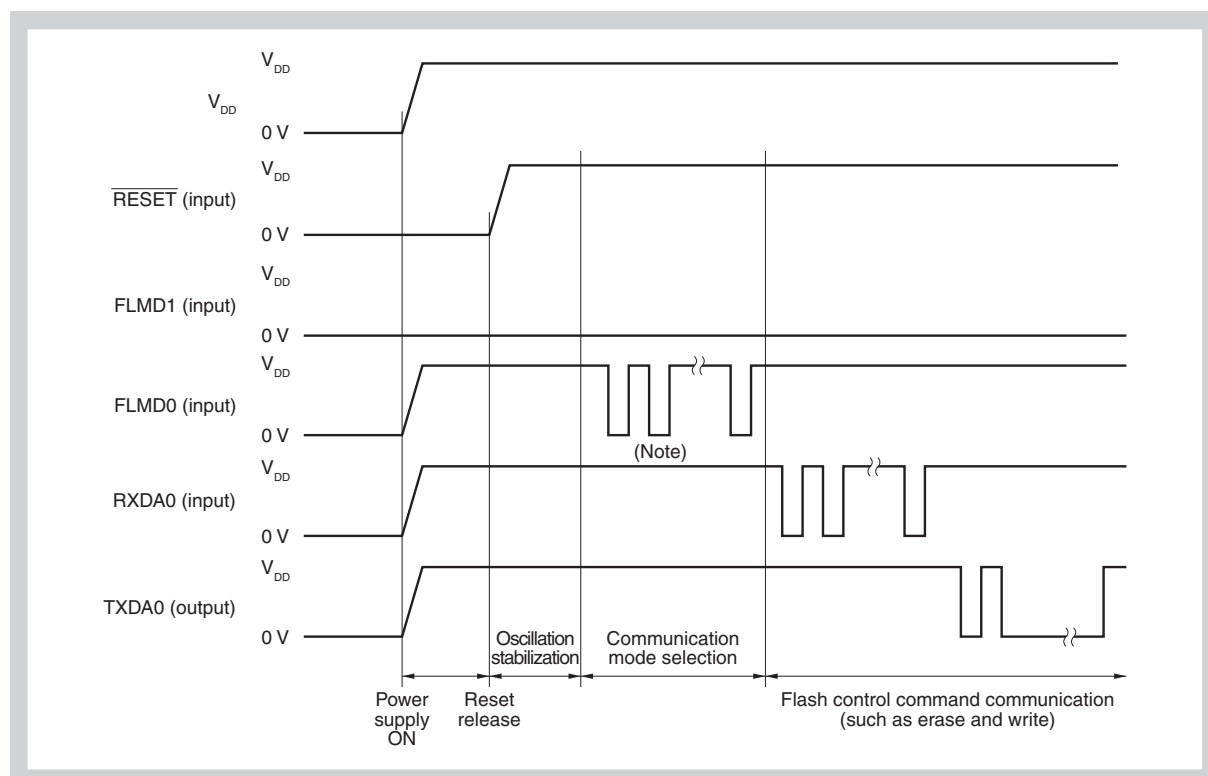 VDD
VDD
0 V
VDD
RESET (input)
0 V
VDD
FLMD1 (input)
0 V
VDD
FLMD0 (input)
0 V
(Note)
VDD
RXDA0 (input)
0 V
VDD
TXDA0 (output)
0 V
Oscillation
stabilization
Communication
mode selection
Power
supply
ON
Reset
release
Flash control command communication
(such as erase and write)